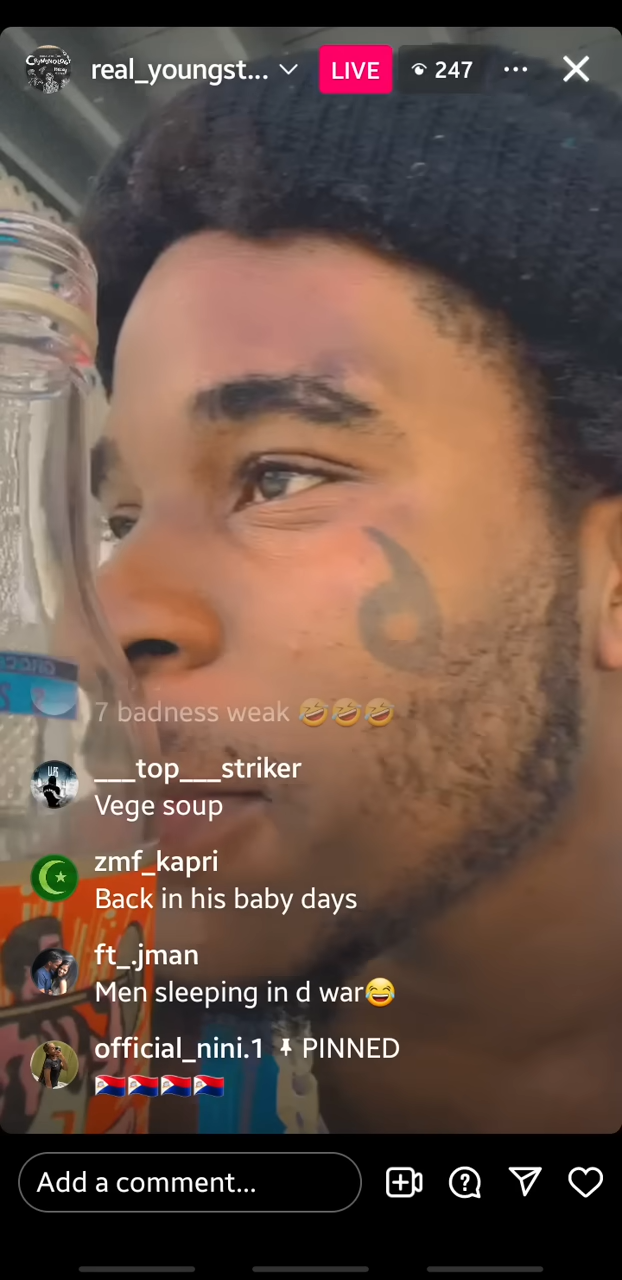 real_youngst...
LIVE
247
7 badness weak 🤣🤣🤣
___top___striker
Vege soup
zmf_kapri
Back in his baby days
ft_.jman
Men sleeping in d war😂
official_nini.1 PINNED
🇸🇽🇸🇽🇸🇽🇸🇽
Add a comment...